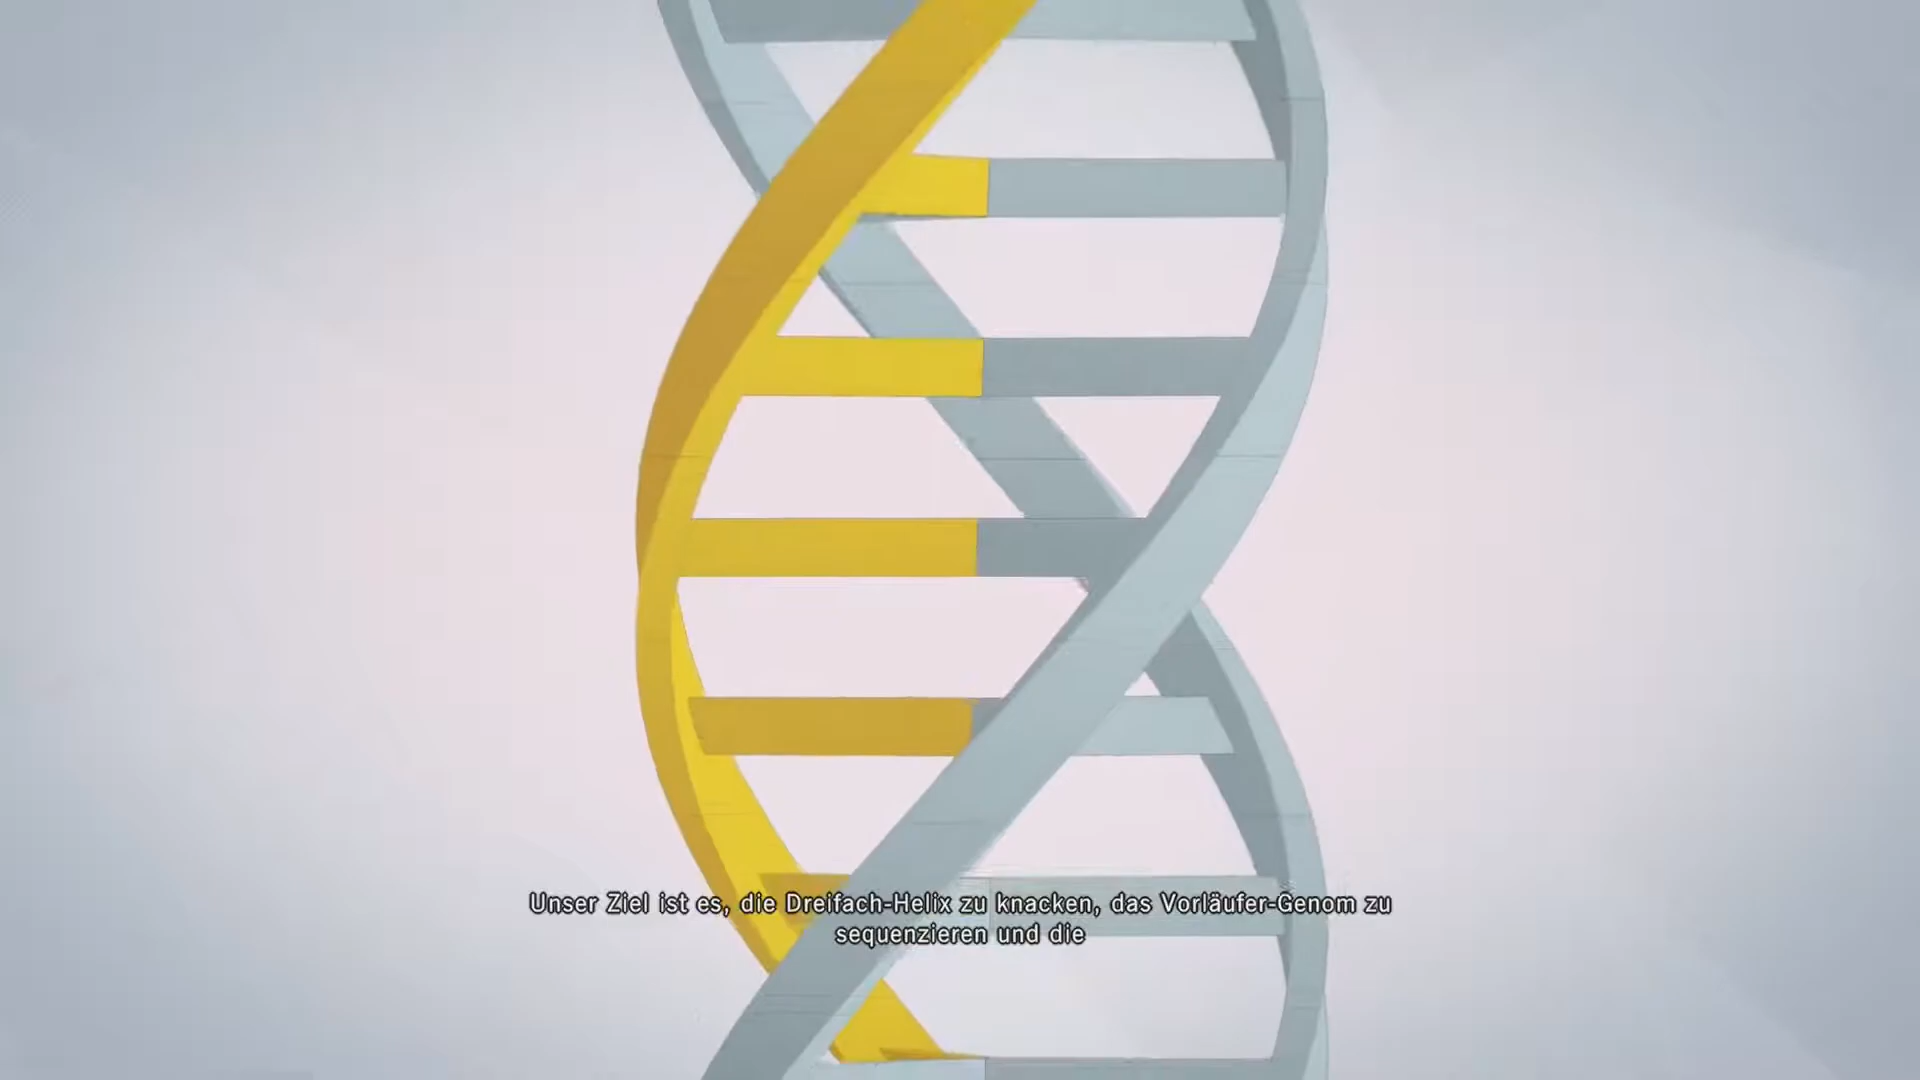 Unser Ziel ist es, die Dreifach-Helix zu knacken, das Vorläufer-Genom zu
sequenzieren und die